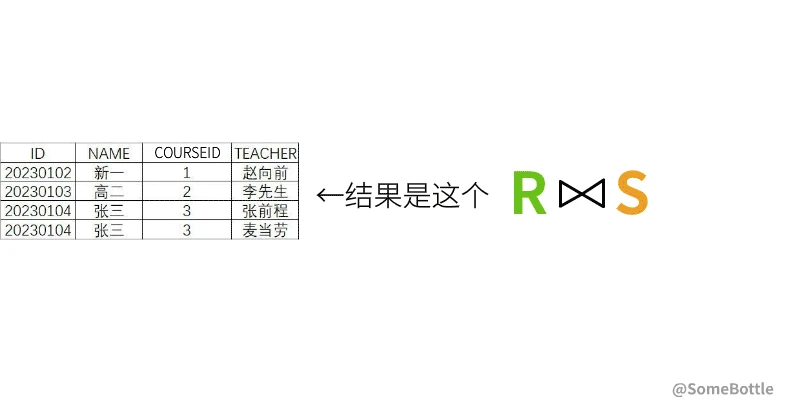 ID NAME COURSEID TEACHER
20230102 新一 1 赵向前
20230103 高二 2 李先生
20230104 张三 3 张前程
20230104 张三 3 麦当劳
←结果是这个 R⋈S
@SomeBottle